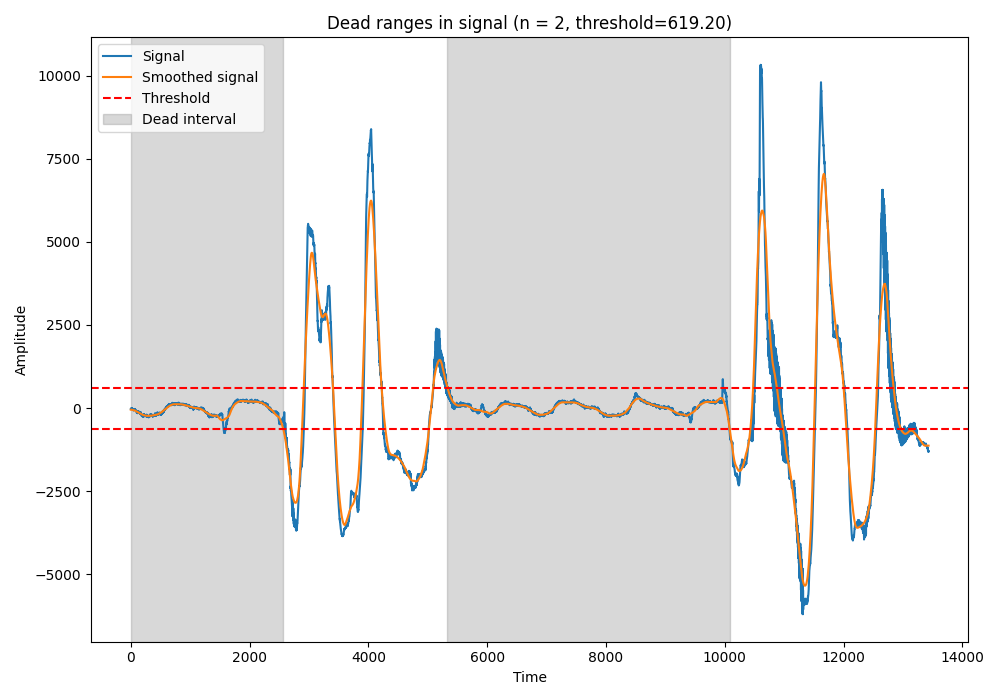 Dead ranges in signal (n = 2, threshold=619.20)
Signal
Smoothed signal
Threshold
Dead interval
10000
7500
5000
2500
0
−2500
−5000
Amplitude
0 2000 4000 6000 8000 10000 12000 14000
Time